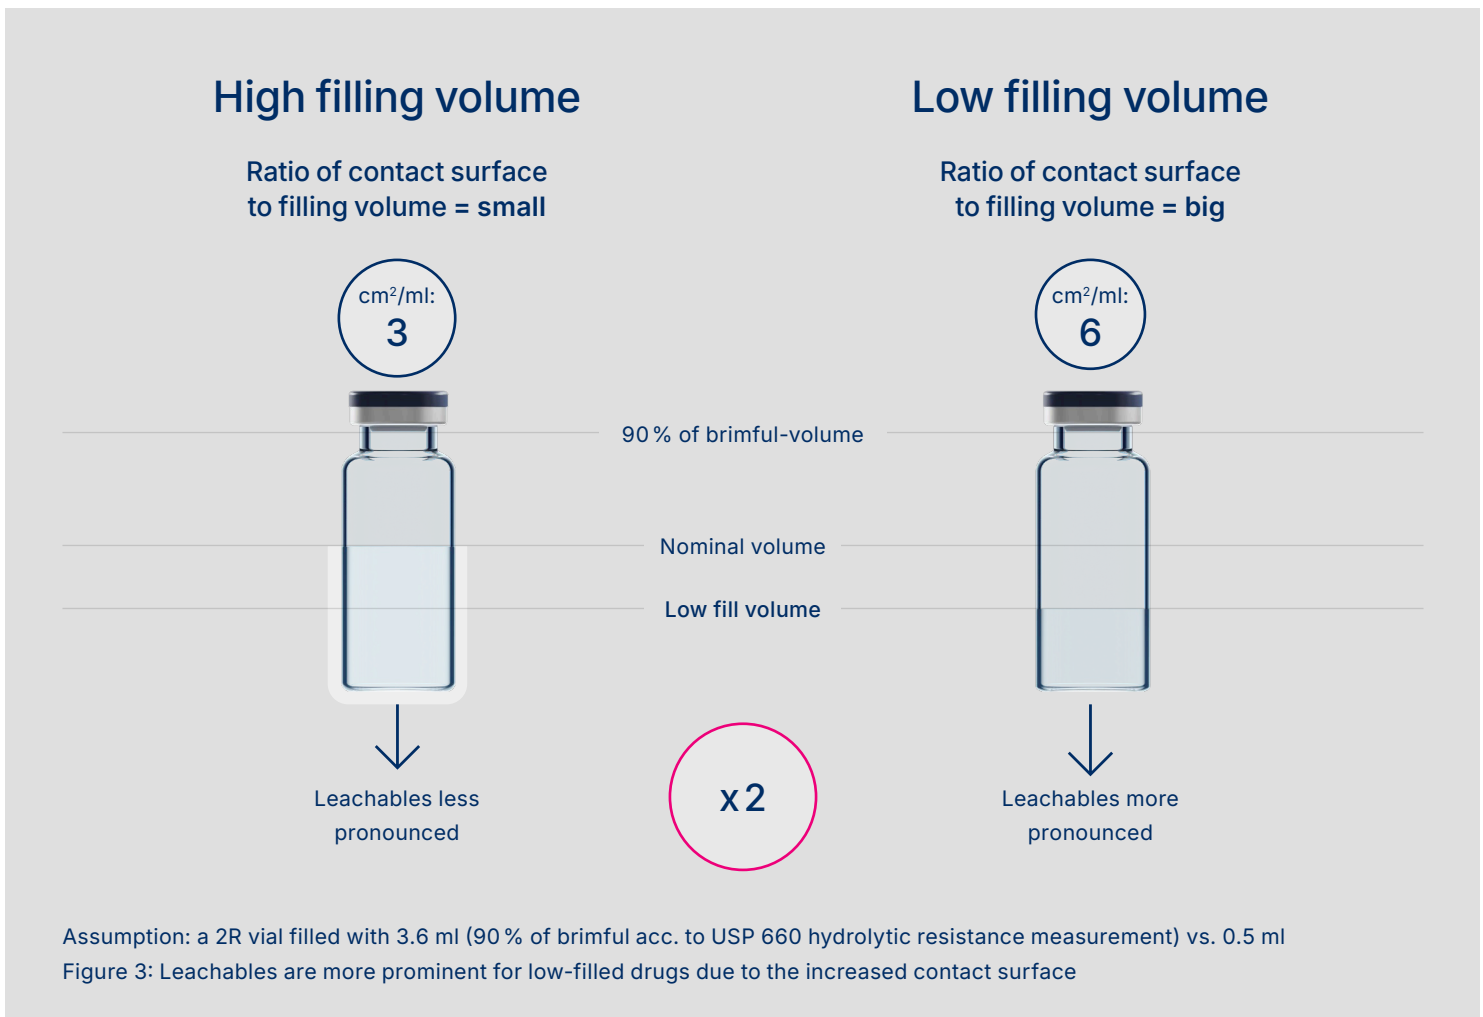 High filling volume
Ratio of contact surface
to filling volume = small
cm²/ml:
3
Low filling volume
Ratio of contact surface
to filling volume = big
cm²/ml:
6
90 % of brimful-volume
Nominal volume
Low fill volume
Leachables less
pronounced
x 2
Leachables more
pronounced
Assumption: a 2R vial filled with 3.6 ml (90 % of brimful acc. to USP 660 hydrolytic resistance measurement) vs. 0.5 ml
Figure 3: Leachables are more prominent for low-filled drugs due to the increased contact surface